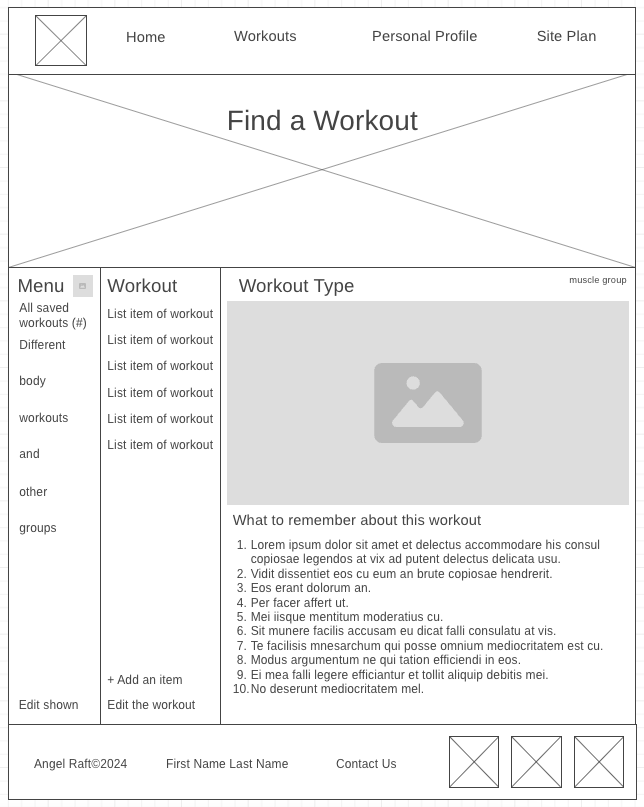 Home Workouts Personal Profile Site Plan
Find a Workout
Menu
All saved
workouts (#)
Different
body
workouts
and
other
groups
Edit shown
Workout
List item of workout
List item of workout
List item of workout
List item of workout
List item of workout
List item of workout
+ Add an item
Edit the workout
Workout Type
muscle group
What to remember about this workout
1. Lorem ipsum dolor sit amet et delectus accommodare his consul
copiosae legendos at vix ad putent delectus delicata usu.
2. Vidit dissentiet eos cu eum an brute copiosae hendrerit.
3. Eos erant dolorum an.
4. Per facer affert ut.
5. Mei iisque mentitum moderatius cu.
6. Sit munere facilis accusam eu dicat falli consulatu at vis.
7. Te facilisis mnesarchum qui posse omnium mediocritatem est cu.
8. Modus argumentum ne qui tation efficiendi in eos.
9. Ei mea falli legere efficiantur et tollit aliquip debitis mei.
10. No deserunt mediocritatem mel.
Angel Raft©2024 First Name Last Name Contact Us